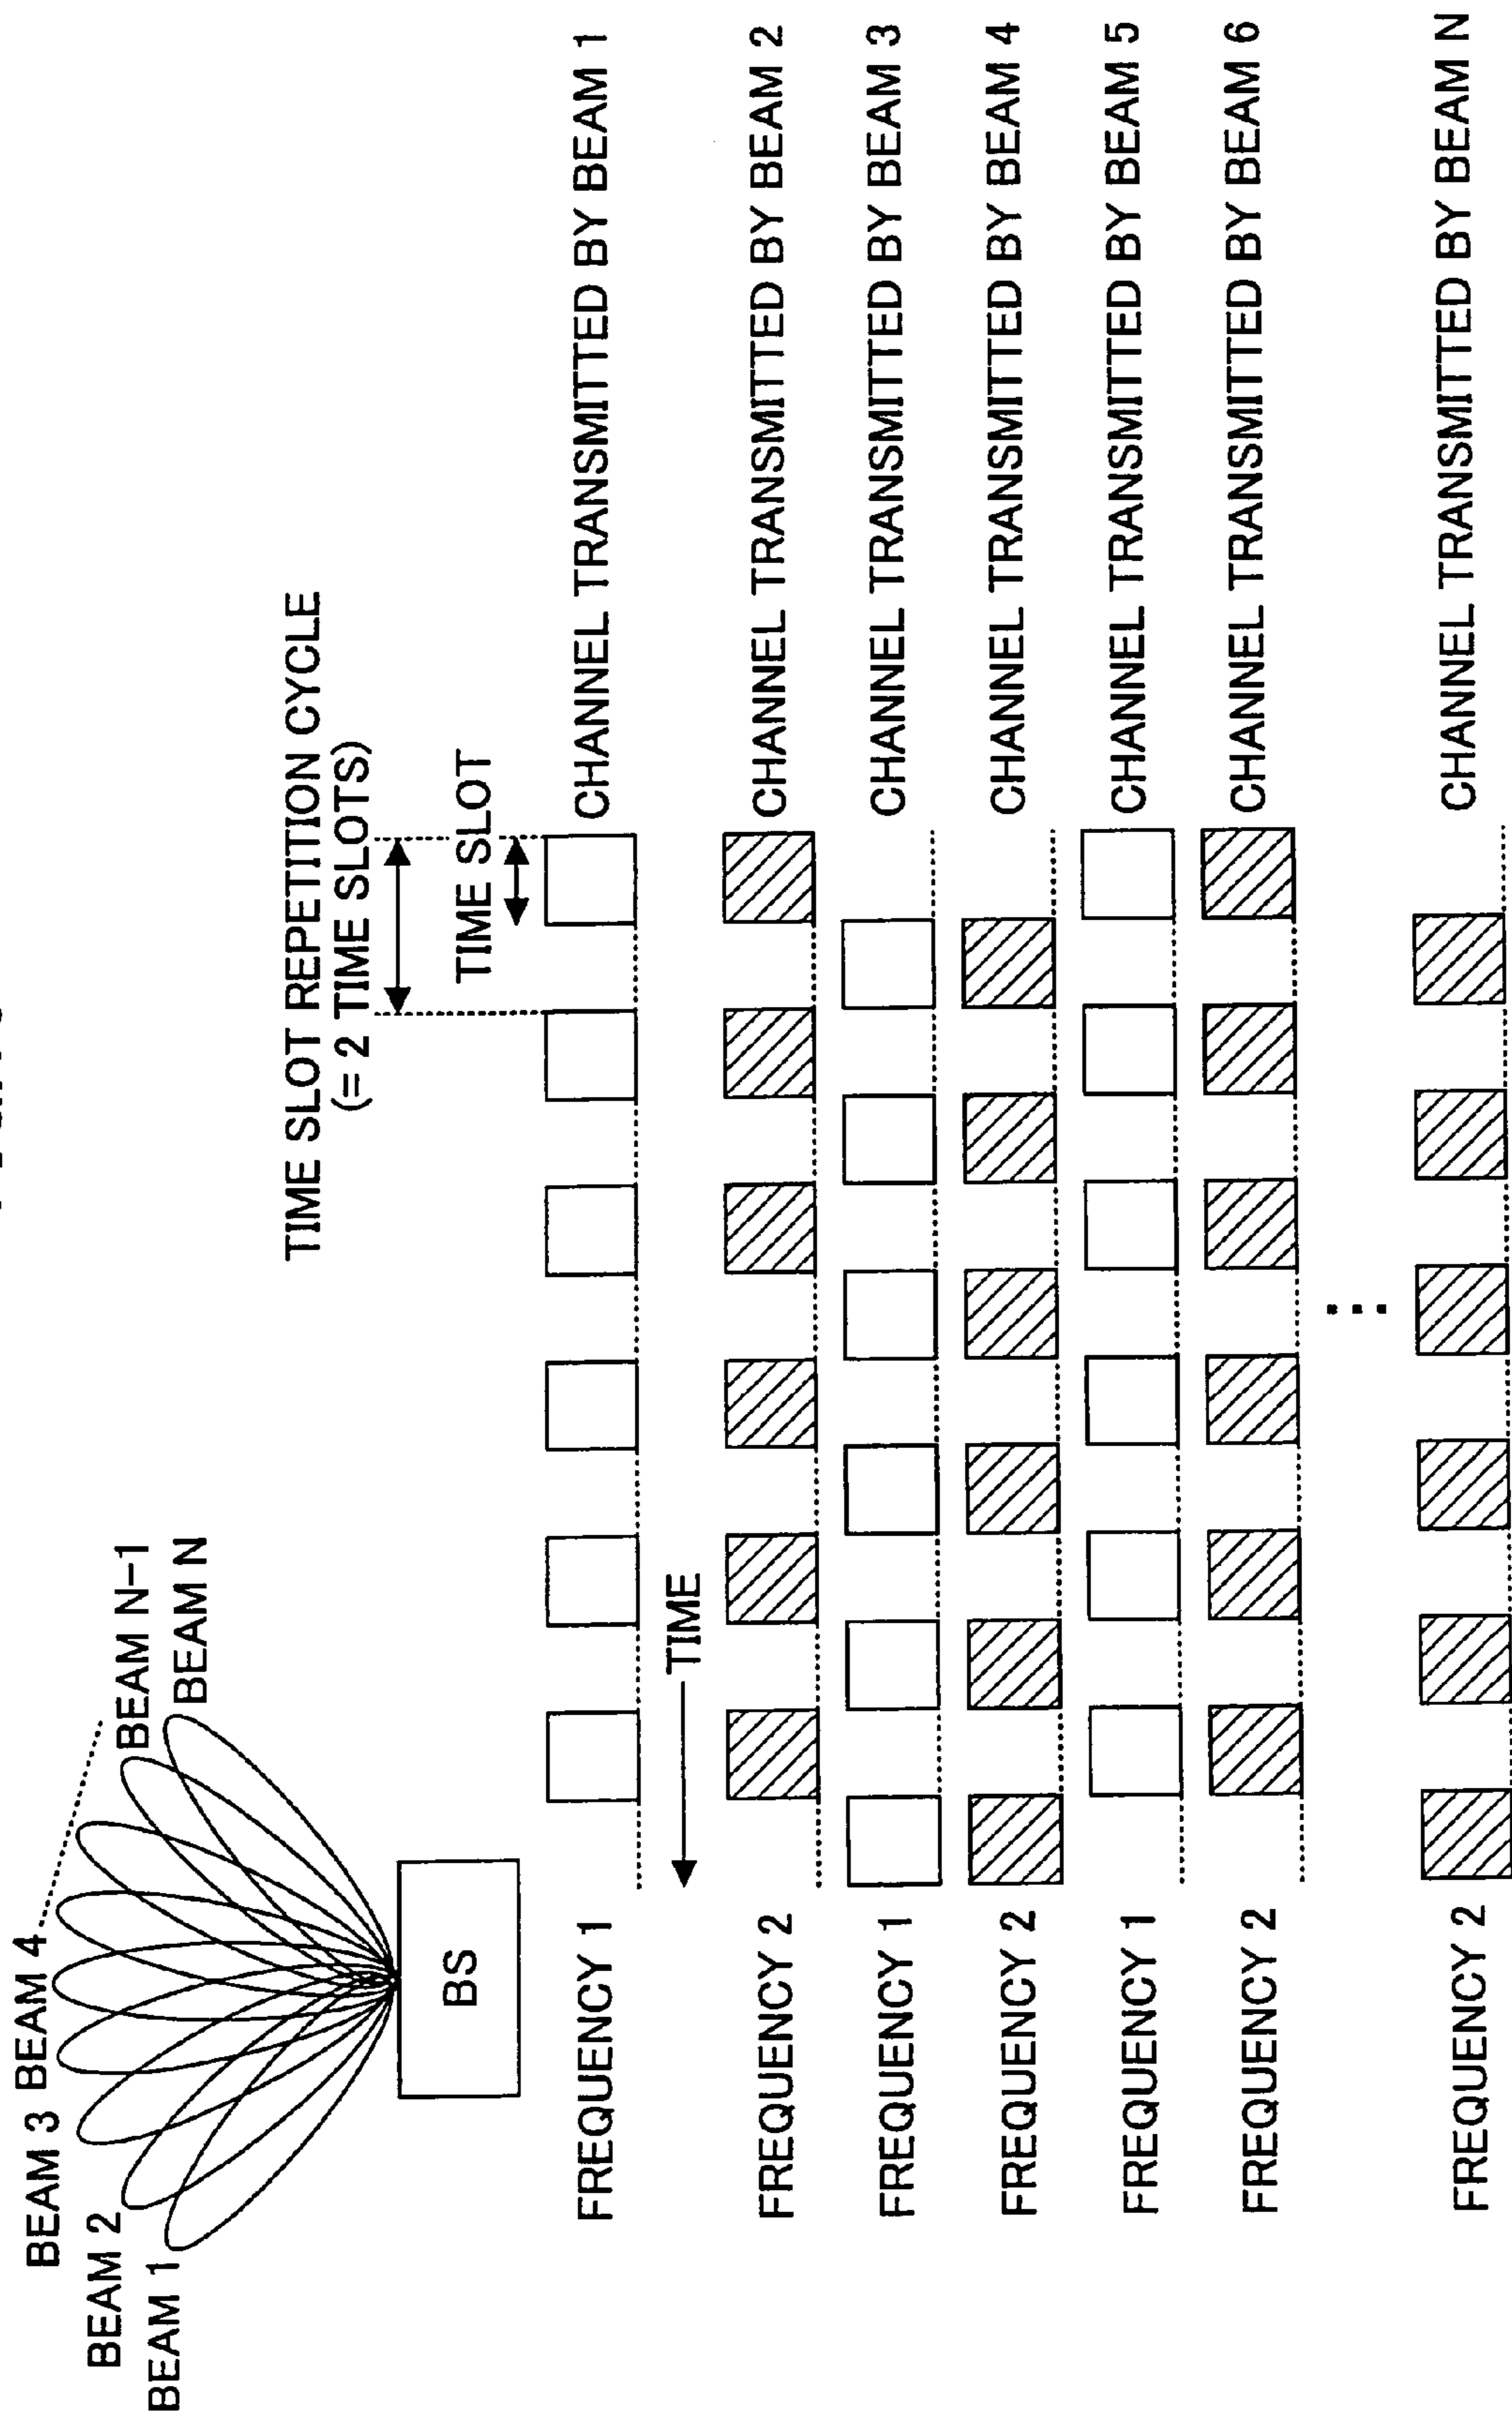 BEAM 1
BEAM 2
BEAM 3
BEAM 4
BEAM N-1
BEAM N
BS
TIME SLOT REPETITION CYCLE
(= 2 TIME SLOTS)
TIME SLOT
FREQUENCY 1
CHANNEL TRANSMITTED BY BEAM 1
TIME
FREQUENCY 2
CHANNEL TRANSMITTED BY BEAM 2
FREQUENCY 1
CHANNEL TRANSMITTED BY BEAM 3
FREQUENCY 2
CHANNEL TRANSMITTED BY BEAM 4
FREQUENCY 1
CHANNEL TRANSMITTED BY BEAM 5
FREQUENCY 2
CHANNEL TRANSMITTED BY BEAM 6
...
FREQUENCY 2
CHANNEL TRANSMITTED BY BEAM N